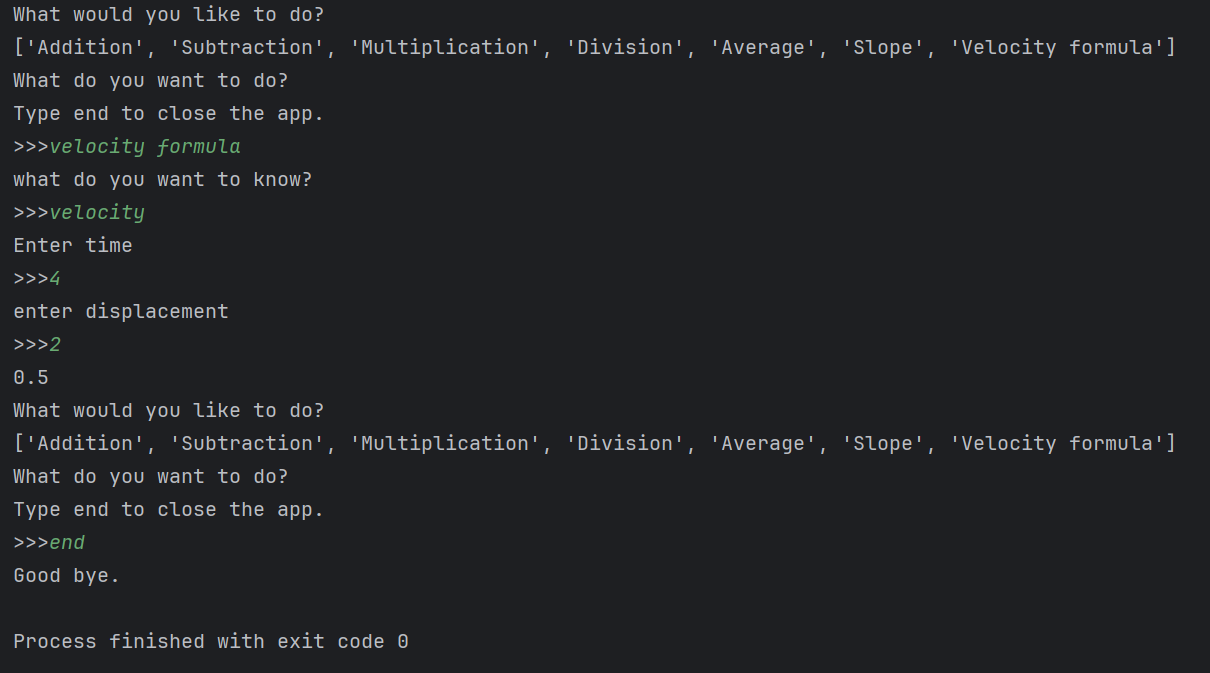 What would you like to do?
['Addition', 'Subtraction', 'Multiplication', 'Division', 'Average', 'Slope', 'Velocity formula']
What do you want to do?
Type end to close the app.
>>>velocity formula
what do you want to know?
>>>velocity
Enter time
>>>4
enter displacement
>>>2
0.5
What would you like to do?
['Addition', 'Subtraction', 'Multiplication', 'Division', 'Average', 'Slope', 'Velocity formula']
What do you want to do?
Type end to close the app.
>>>end
Good bye.
Process finished with exit code 0